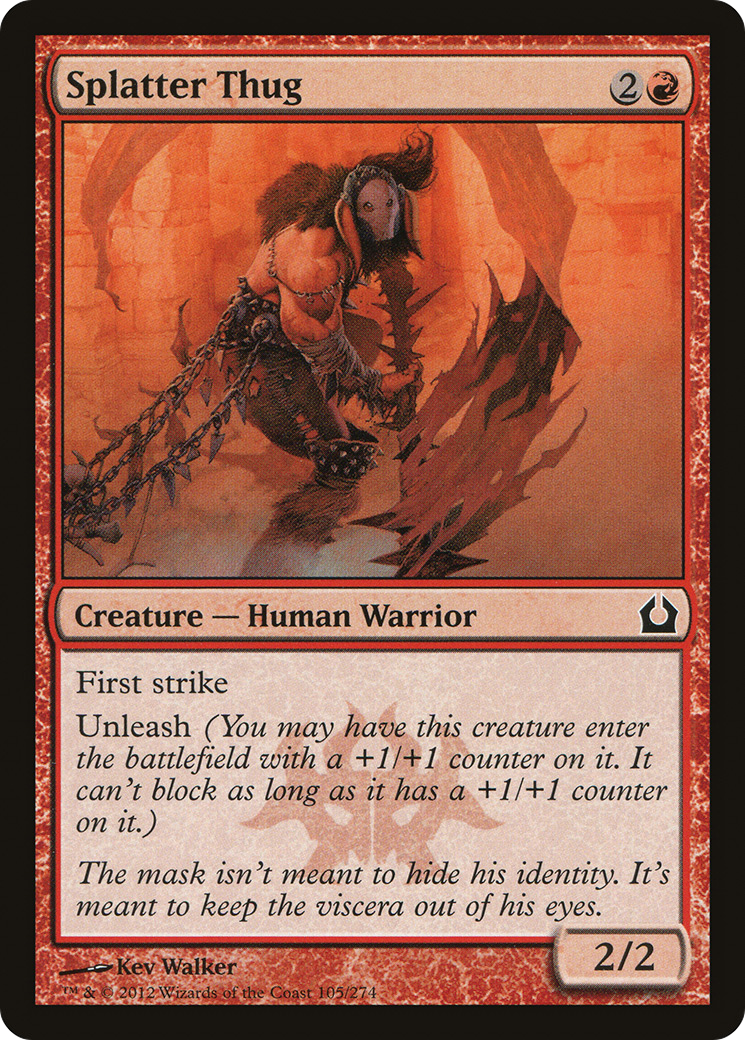 Splatter Thug 2
Creature — Human Warrior
First strike
Unleash (You may have this creature enter
the battlefield with a +1/+1 counter on it. It
can't block as long as it has a +1/+1 counter
on it.)
The mask isn't meant to hide his identity. It's
meant to keep the viscera out of his eyes.
2/2
Kev Walker
™ & © 2012 Wizards of the Coast 105/274